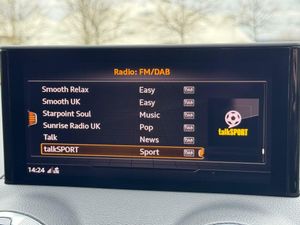 Radio: FM/DAB
Smooth Relax Easy
Smooth UK Easy
Starpoint Soul Music
Sunrise Radio UK Pop
Talk News
talkSPORT Sport
talkSPORT
14:24